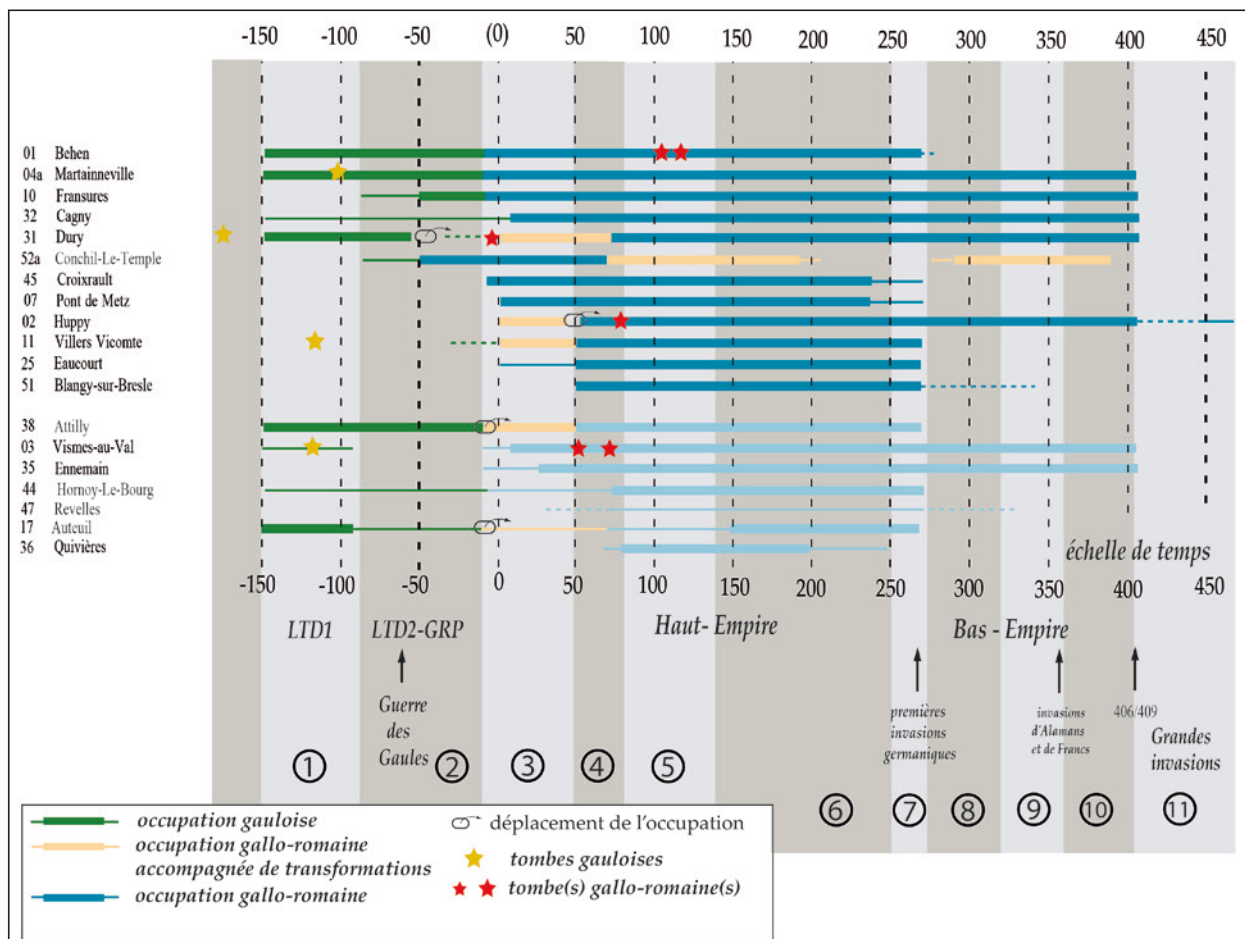 -150 -100 -50 (0) 50 100 150 200 250 300 350 400 450
01 Behen
04a Martainneville
10 Fransures
32 Cagny
31 Dury
52a Conchil-Le-Temple
45 Croixrault
07 Pont de Metz
02 Huppy
11 Villers Vicomte
25 Eaucourt
51 Blangy-sur-Bresle
38 Attilly
03 Vismes-au-Val
35 Ennemain
44 Hornoy-Le-Bourg
47 Revelles
17 Auteuil
36 Quivières
échelle de temps
-150 -100 -50 0 50 100 150 200 250 300 350 400 450
LTD1 LTD2-GRP Haut- Empire Bas - Empire
Guerre
des
Gaules
premières
invasions
germaniques
invasions
d'Alamans
et de Francs
406/409
Grandes
invasions
1 2 3 4 5
6 7 8 9 10 11
occupation gauloise
occupation gallo-romaine
accompagnée de transformations
occupation gallo-romaine
déplacement de l'occupation
tombes gauloises
tombe(s) gallo-romaine(s)